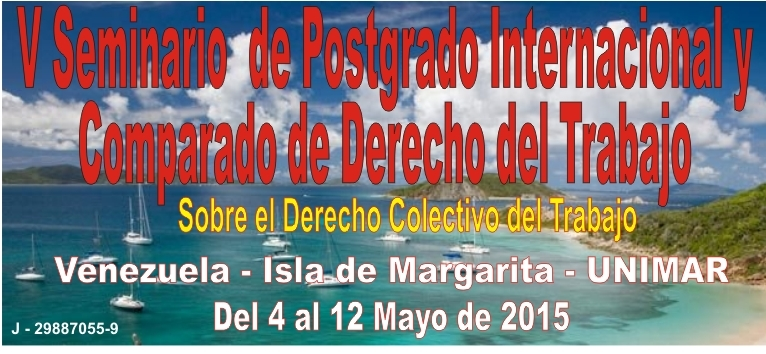 V Seminario de Postgrado Internacional y
Comparado de Derecho del Trabajo
Sobre el Derecho Colectivo del Trabajo
Venezuela - Isla de Margarita - UNIMAR
Del 4 al 12 Mayo de 2015
J - 29887055-9